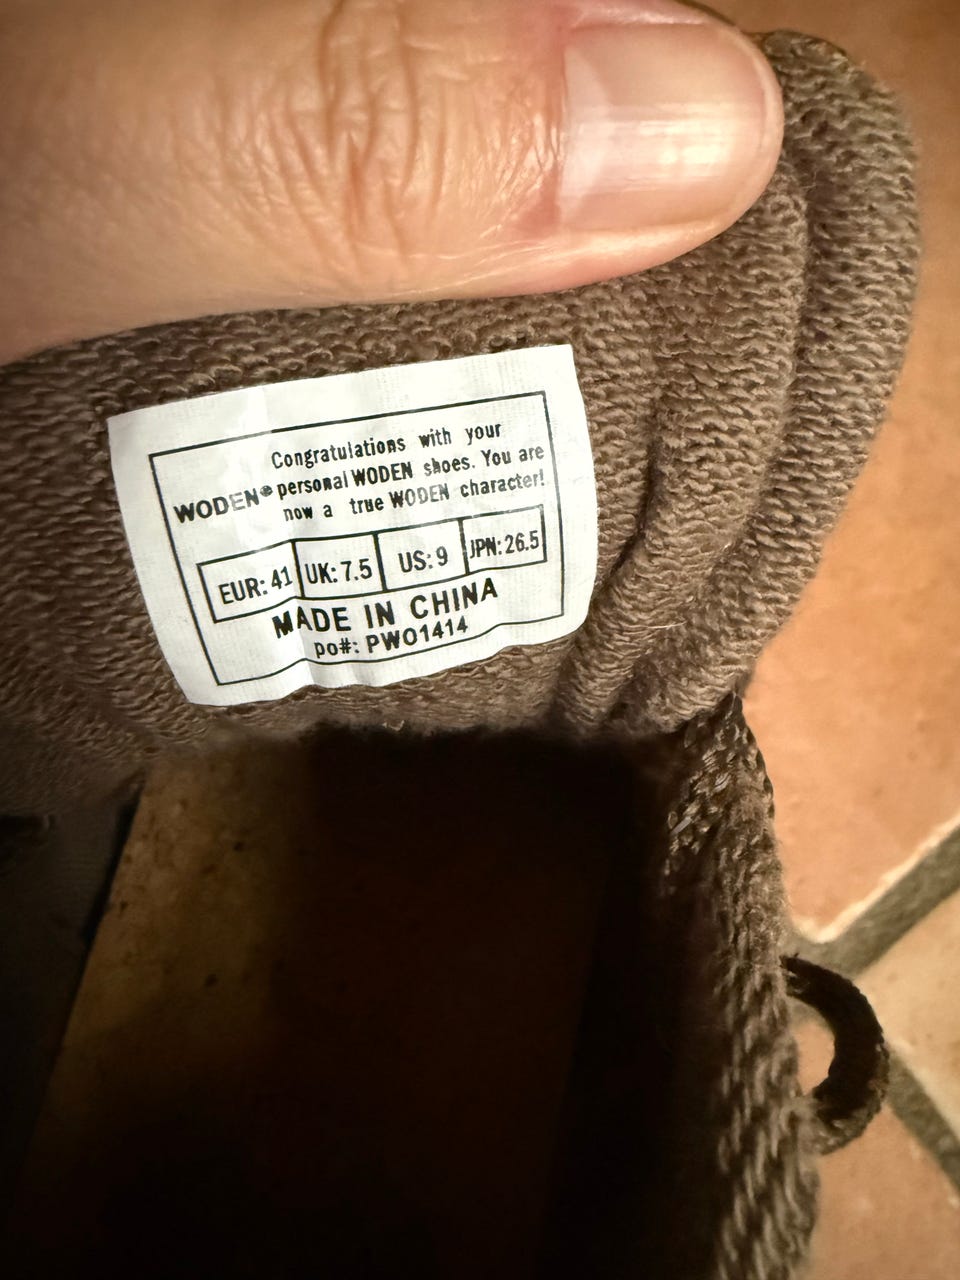 Congratulations with your
WODEN® personal WODEN shoes. You are
now a true WODEN character!
EUR: 41 UK: 7.5 US: 9 JPN: 26.5
MADE IN CHINA
po#: PWO1414